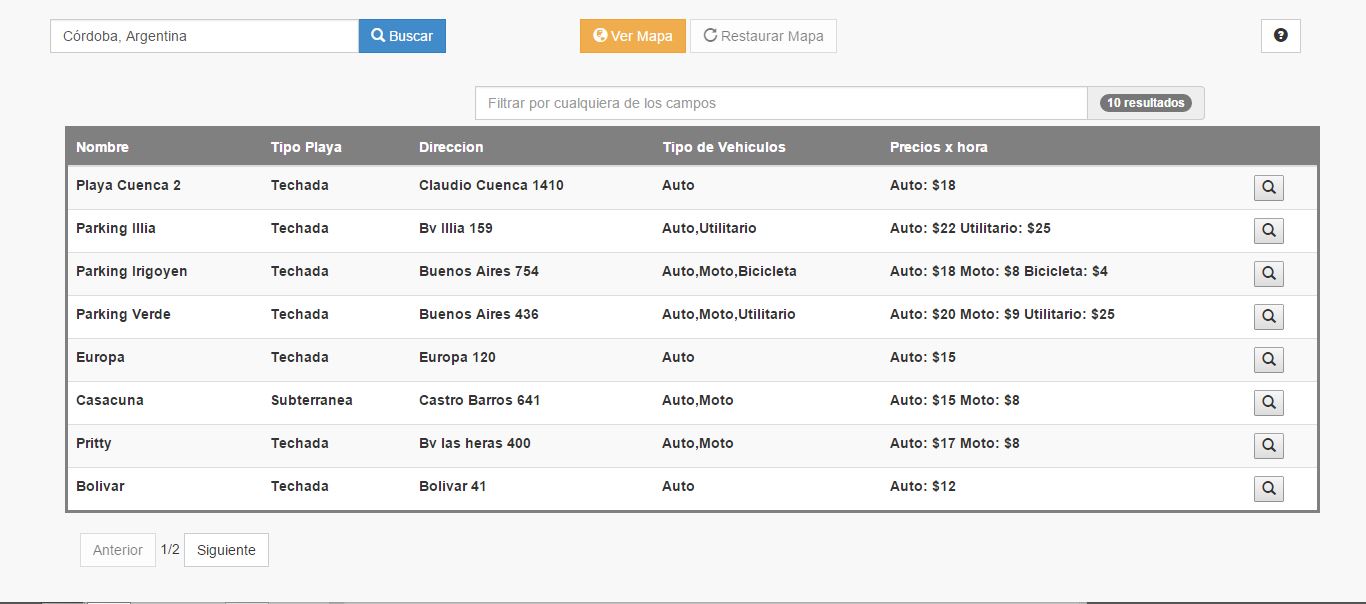 Córdoba, Argentina Buscar Ver Mapa Restaurar Mapa ?
Filtrar por cualquiera de los campos 10 resultados
Nombre Tipo Playa Direccion Tipo de Vehiculos Precios x hora
Playa Cuenca 2 Techada Claudio Cuenca 1410 Auto Auto: $18
Parking Illia Techada Bv Illia 159 Auto,Utilitario Auto: $22 Utilitario: $25
Parking Irigoyen Techada Buenos Aires 754 Auto,Moto,Bicicleta Auto: $18 Moto: $8 Bicicleta: $4
Parking Verde Techada Buenos Aires 436 Auto,Moto,Utilitario Auto: $20 Moto: $9 Utilitario: $25
Europa Techada Europa 120 Auto Auto: $15
Casacuna Subterranea Castro Barros 641 Auto,Moto Auto: $15 Moto: $8
Pritty Techada Bv las heras 400 Auto,Moto Auto: $17 Moto: $8
Bolivar Techada Bolivar 41 Auto Auto: $12
Anterior 1/2 Siguiente